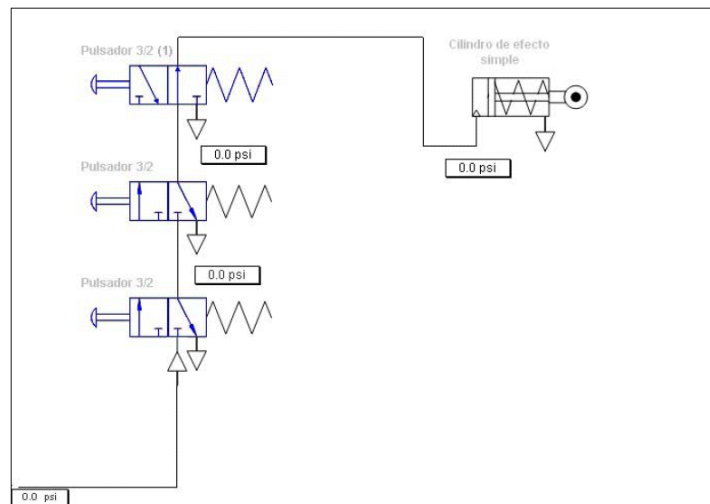 Pulsador 3/2 (1)
Cilindro de efecto
simple
0.0 psi
0.0 psi
Pulsador 3/2
0.0 psi
Pulsador 3/2
0.0 psi